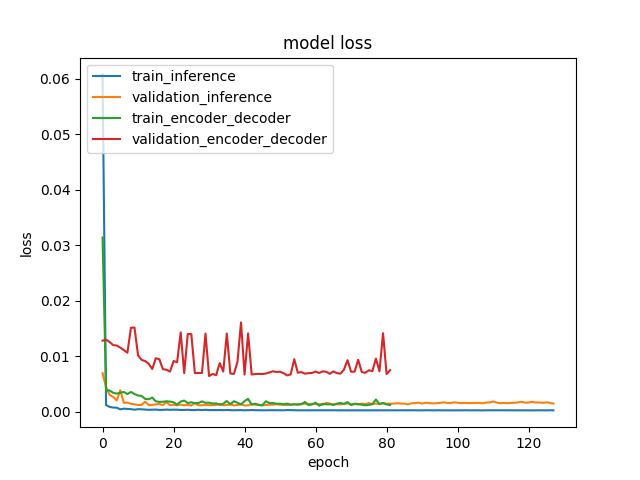 model loss
train_inference
validation_inference
train_encoder_decoder
validation_encoder_decoder
0.06
0.05
0.04
0.03
0.02
0.01
0.00
loss
0 20 40 60 80 100 120
epoch